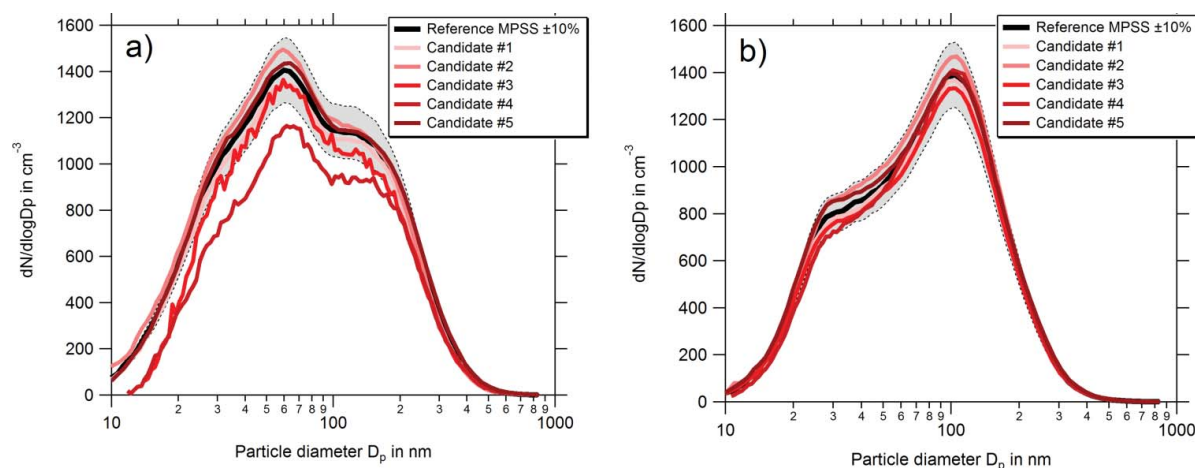 a)
Reference MPSS ±10%
Candidate #1
Candidate #2
Candidate #3
Candidate #4
Candidate #5
dN/dlogDp in cm⁻³
1600
1400
1200
1000
800
600
400
200
0
10 2 3 4 5 6 7 8 9 100 2 3 4 5 6 7 8 9 1000
Particle diameter Dₚ in nm
b)
Reference MPSS ±10%
Candidate #1
Candidate #2
Candidate #3
Candidate #4
Candidate #5
dN/dlogDp in cm⁻³
1600
1400
1200
1000
800
600
400
200
0
10 2 3 4 5 6 7 8 9 100 2 3 4 5 6 7 8 9 1000
Particle diameter Dₚ in nm